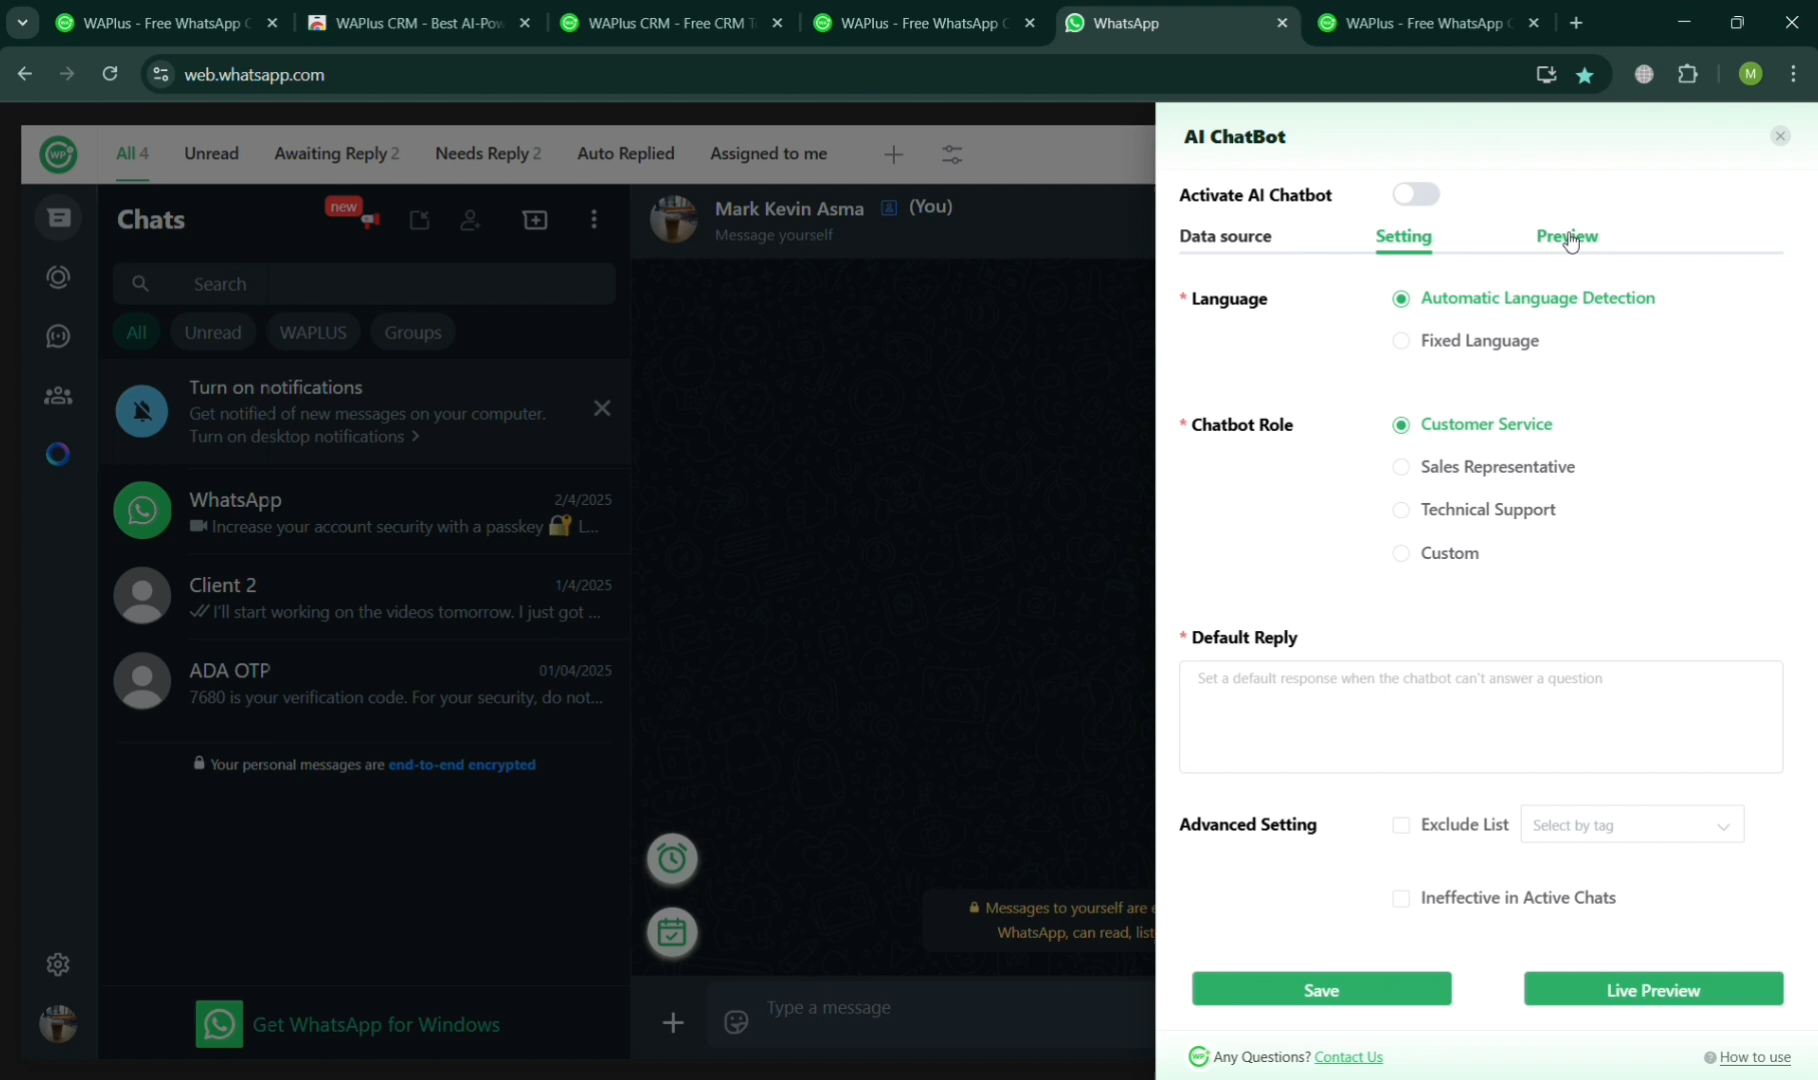 WAPlus - Free WhatsApp C
WAPlus CRM - Best AI-Pow
WAPlus CRM - Free CRM T
WAPlus - Free WhatsApp C
WhatsApp
WAPlus - Free WhatsApp C
web.whatsapp.com
M
All 4
Unread
Awaiting Reply 2
Needs Reply 2
Auto Replied
Assigned to me
Chats
new
Search
All
Unread
WAPLUS
Groups
Turn on notifications
Get notified of new messages on your computer.
Turn on desktop notifications >
WhatsApp
2/4/2025
Increase your account security with a passkey 🔐 L...
Client 2
1/4/2025
I'll start working on the videos tomorrow. I just got ...
ADA OTP
01/04/2025
7680 is your verification code. For your security, do not...
Your personal messages are end-to-end encrypted
Get WhatsApp for Windows
Mark Kevin Asma (You)
Message yourself
Messages to yourself are e
WhatsApp, can read, list
Type a message
AI ChatBot
Activate AI Chatbot
Data source
Setting
Preview
* Language
Automatic Language Detection
Fixed Language
* Chatbot Role
Customer Service
Sales Representative
Technical Support
Custom
* Default Reply
Set a default response when the chatbot can't answer a question
Advanced Setting
Exclude List
Select by tag
Ineffective in Active Chats
Save
Live Preview
Any Questions? Contact Us
How to use